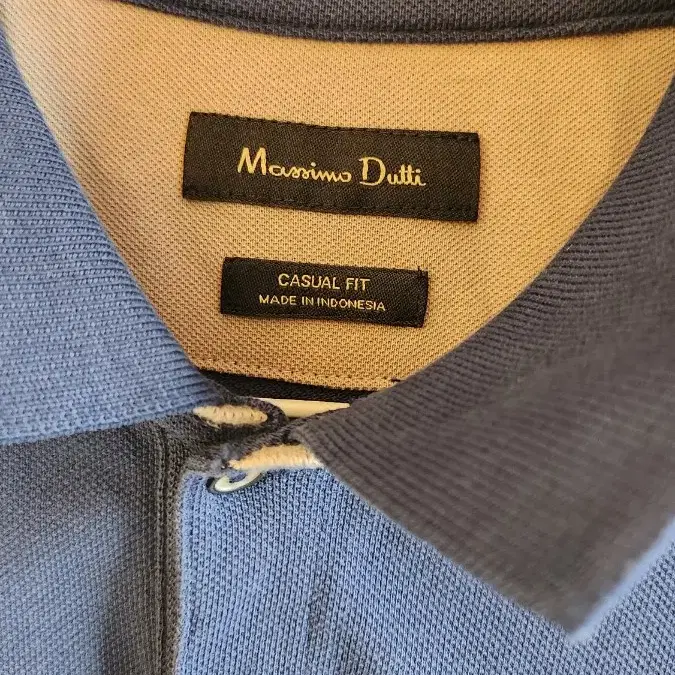 Massimo Dutti
CASUAL FIT
MADE IN INDONESIA